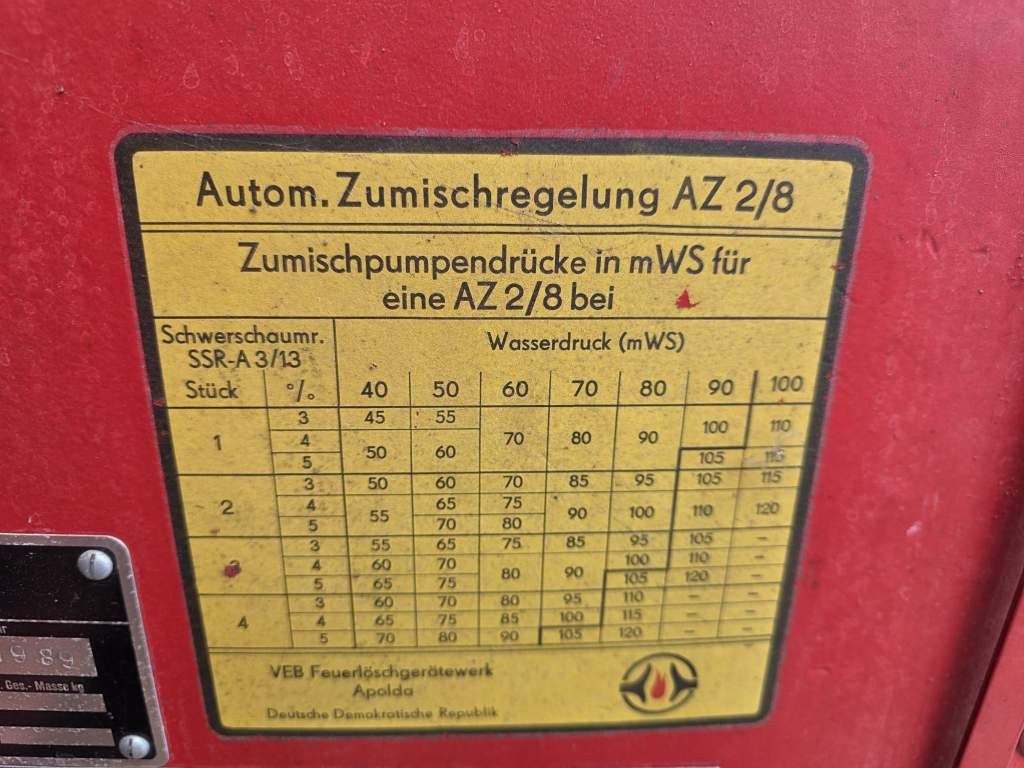 Autom. Zumischregelung AZ 2/8
Zumischpumpendrücke in mWS für
eine AZ 2/8 bei
Schwerschaumr. Wasserdruck (mWS)
SSR-A 3/13
Stück % 40 50 60 70 80 90 100
1 3 45 55 70 80 90 100 110
4 50 60
5 105 115
2 3 50 60 70 85 95 105 115
4 55 65 75 90 100 110 120
5 70 80
3 3 55 65 75 85 95 105 –
4 60 70 80 90 100 110 –
5 65 75 105 120 –
4 3 60 70 80 95 110 – –
4 65 75 85 100 115 – –
5 70 80 90 105 120 – –
VEB Feuerlöschgerätewerk
Apolda
Deutsche Demokratische Republik
Ges.- Masse kg